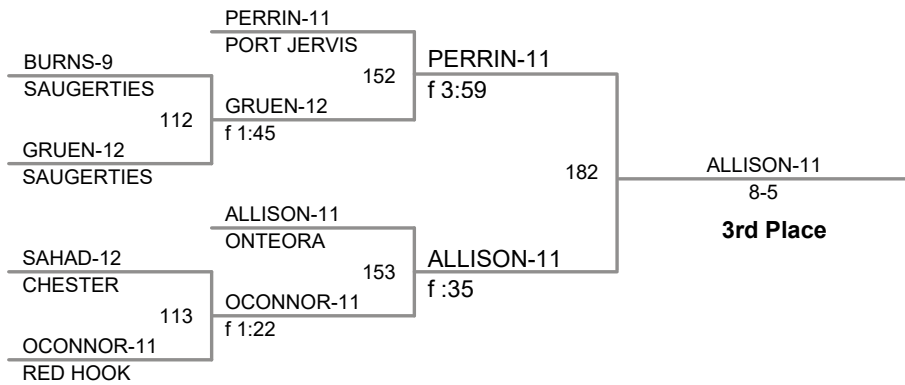 PERRIN-11
PORT JERVIS
BURNS-9
SAUGERTIES
112
GRUEN-12
SAUGERTIES
GRUEN-12
f 1:45
152
PERRIN-11
f 3:59
ALLISON-11
ONTEORA
SAHAD-12
CHESTER
113
OCONNOR-11
RED HOOK
OCONNOR-11
f 1:22
153
ALLISON-11
f :35
182
ALLISON-11
8-5
3rd Place